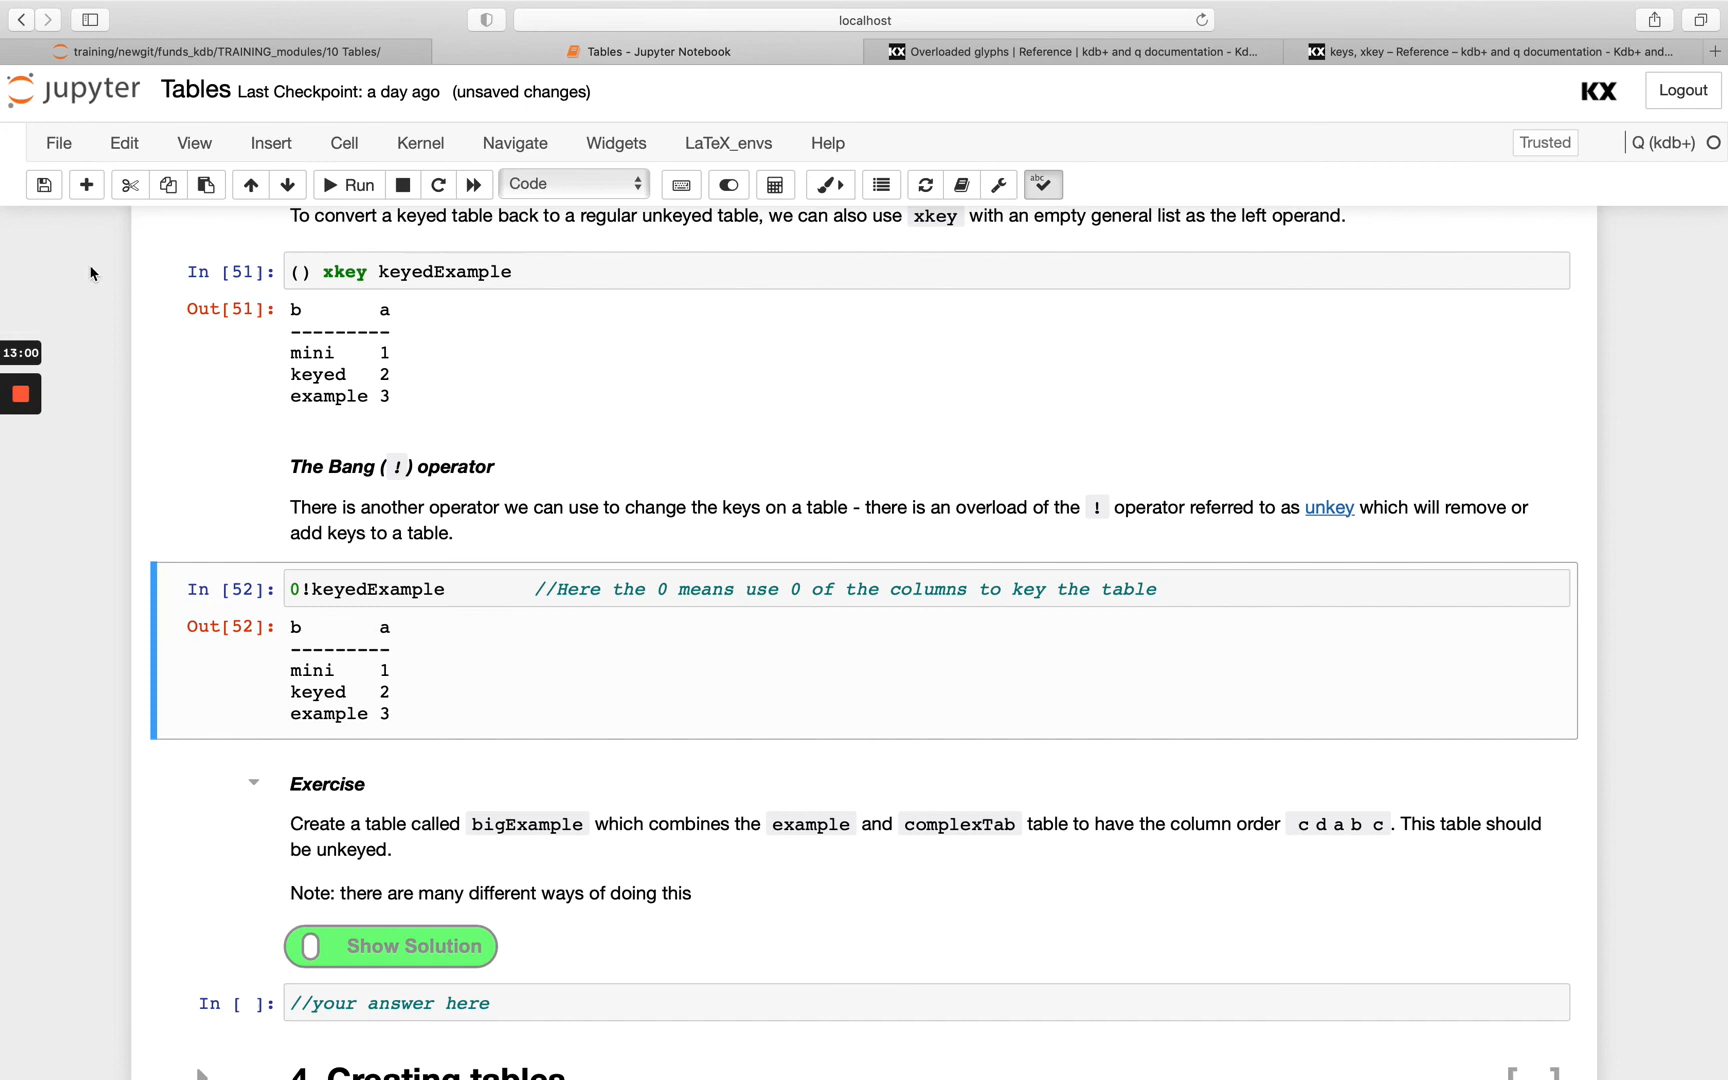 localhost
training/newgit/funds_kdb/TRAINING_modules/10 Tables/
Tables - Jupyter Notebook
KX Overloaded glyphs | Reference | kdb+ and q documentation - Kd...
KX keys, xkey – Reference – kdb+ and q documentation - Kdb+ and...
jupyter Tables Last Checkpoint: a day ago (unsaved changes)
KX
Logout
File Edit View Insert Cell Kernel Navigate Widgets LaTeX_envs Help
Trusted
Q (kdb+)
Run
Code
abc
To convert a keyed table back to a regular unkeyed table, we can also use xkey with an empty general list as the left operand.
In [51]: () xkey keyedExample
Out[51]: b a
---------
mini 1
keyed 2
example 3
13:00
The Bang ( ! ) operator
There is another operator we can use to change the keys on a table - there is an overload of the ! operator referred to as unkey which will remove or
add keys to a table.
In [52]: 0!keyedExample //Here the 0 means use 0 of the columns to key the table
Out[52]: b a
---------
mini 1
keyed 2
example 3
Exercise
Create a table called bigExample which combines the example and complexTab table to have the column order c d a b c. This table should
be unkeyed.
Note: there are many different ways of doing this
Show Solution
In [ ]: //your answer here
4. Creating tables
[ ]